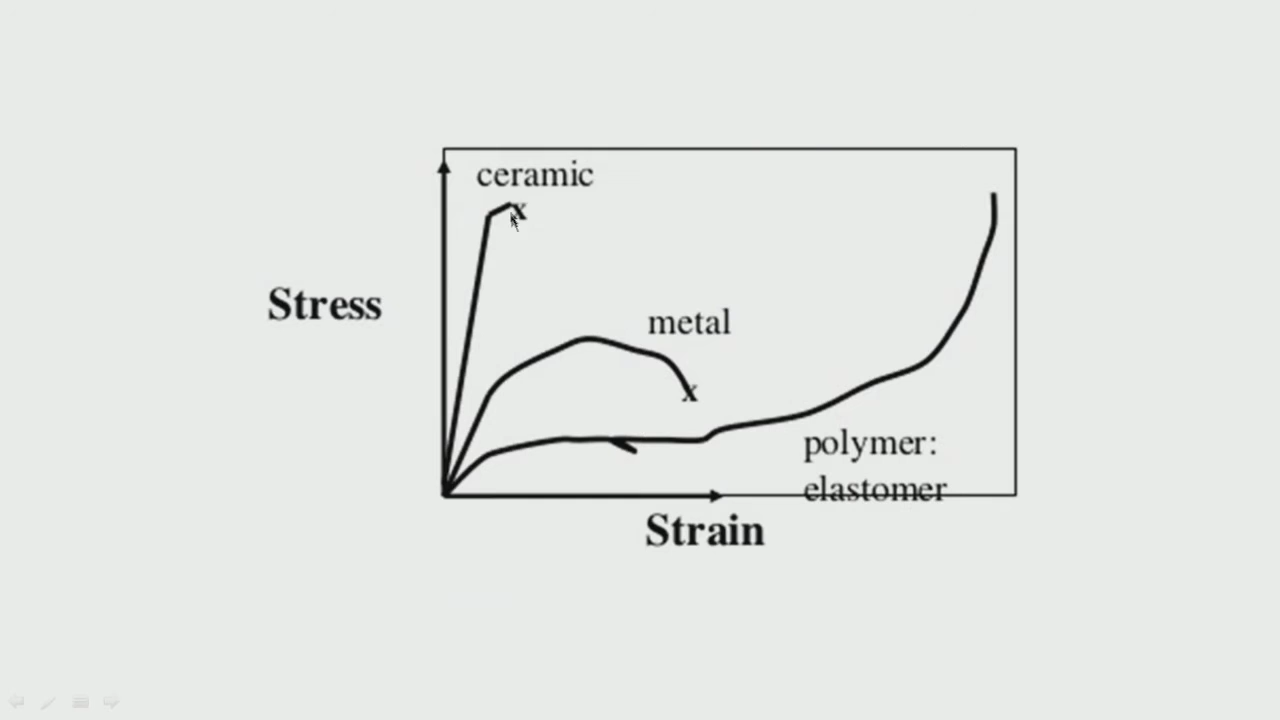 ceramic
x
Stress
metal
x
polymer:
elastomer
Strain